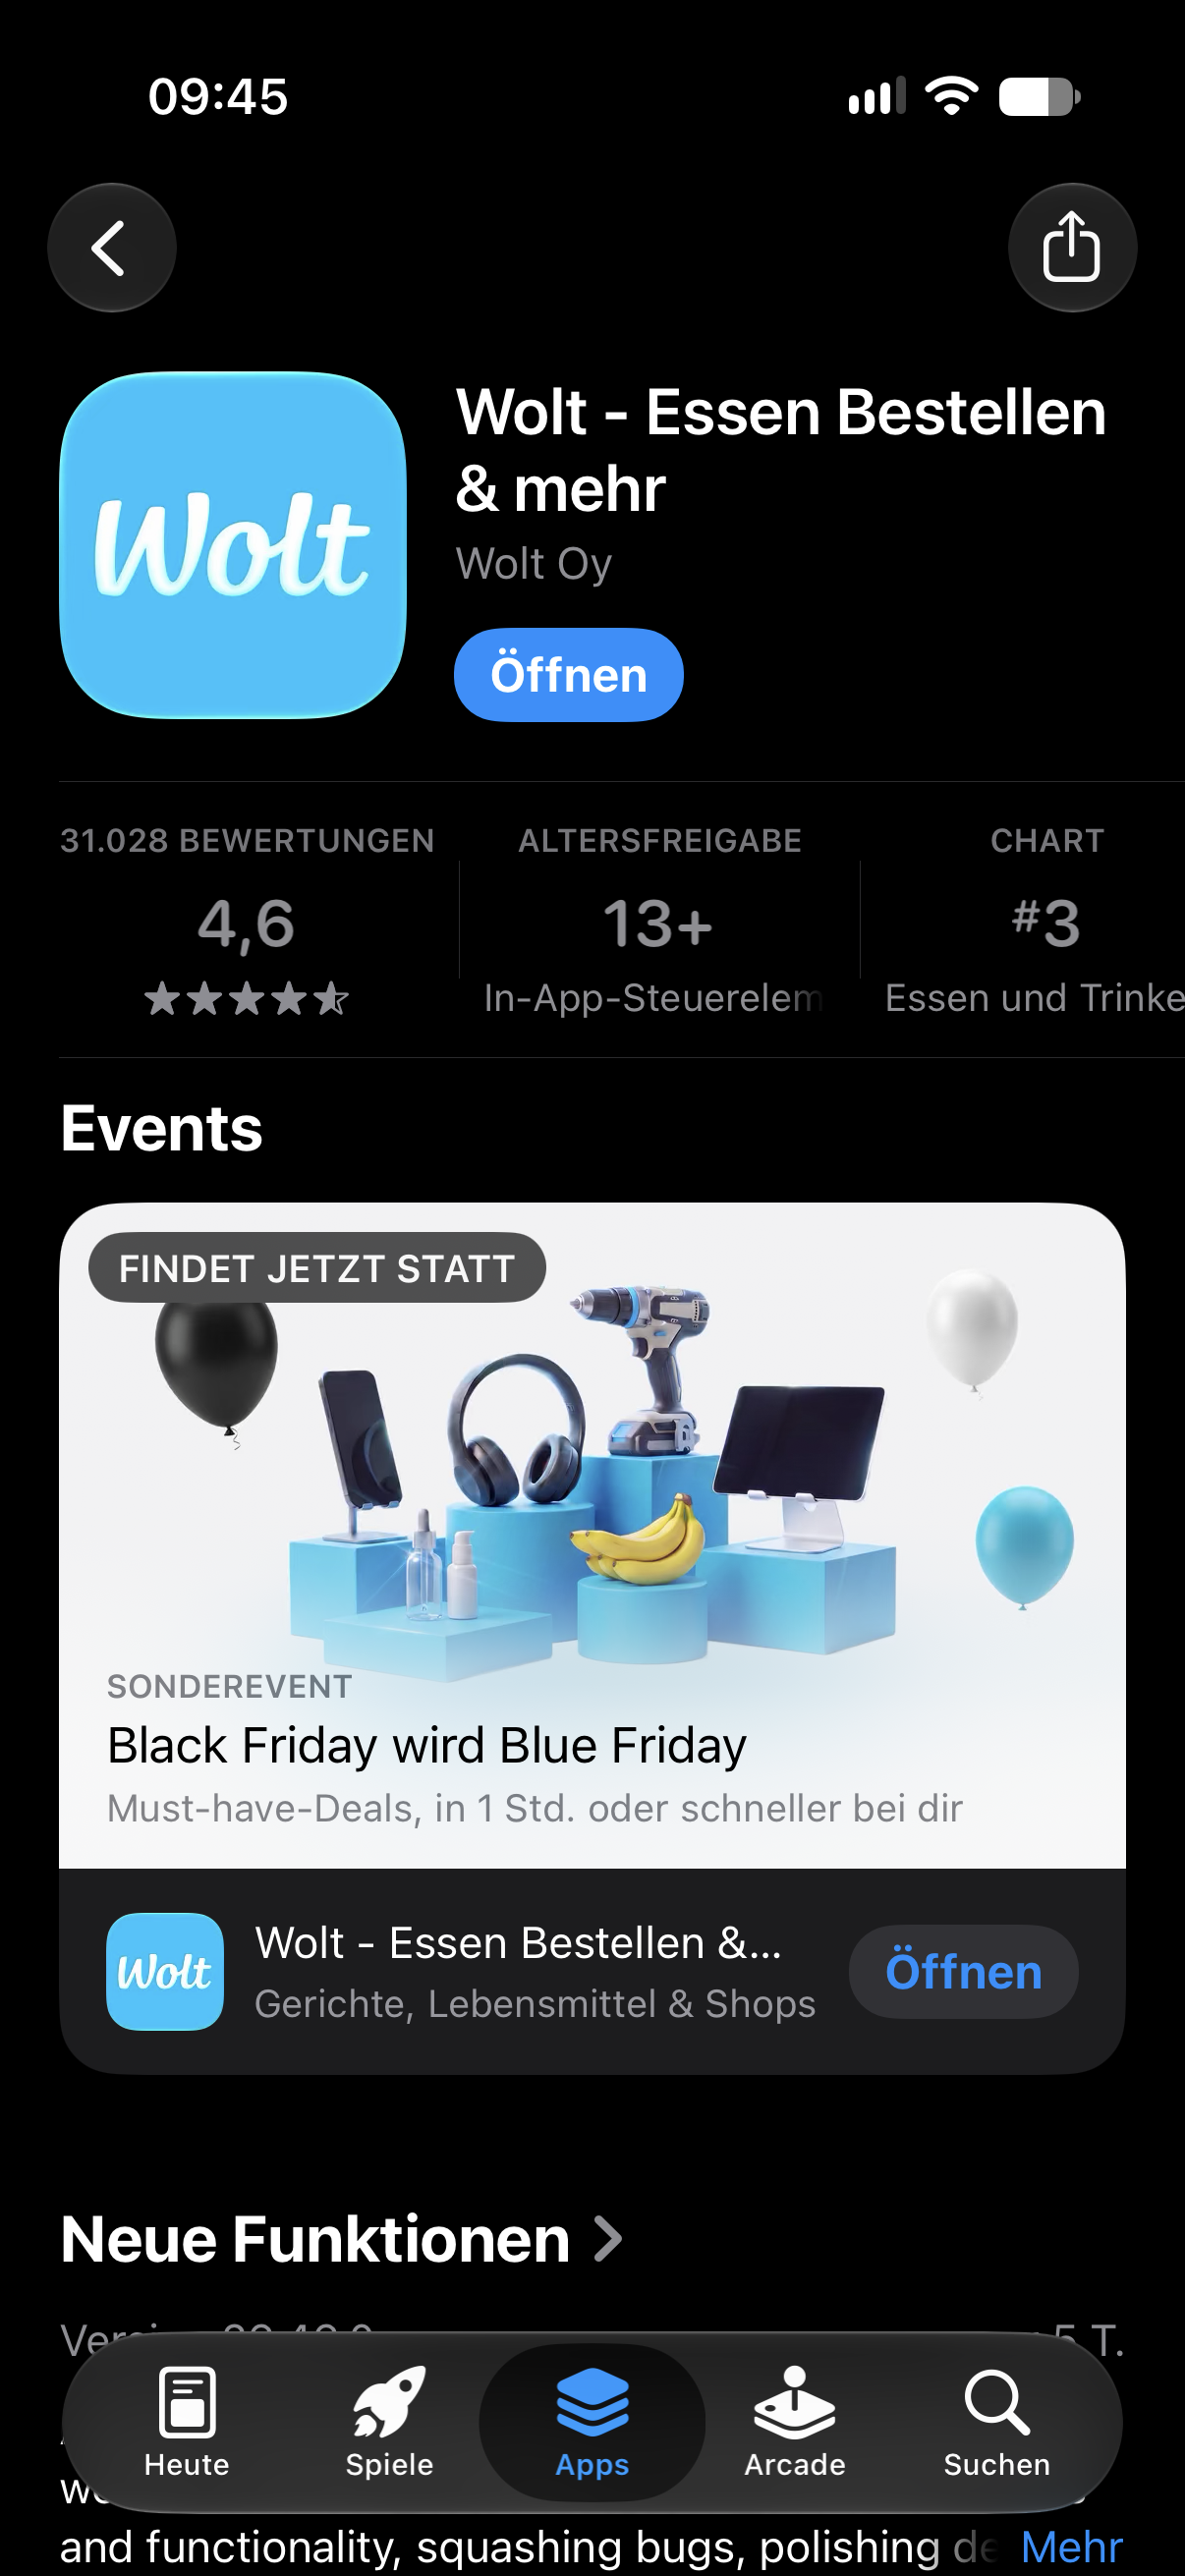 09:45
Wolt
Wolt - Essen Bestellen
& mehr
Wolt Oy
Öffnen
31.028 BEWERTUNGEN
4,6
ALTERSFREIGABE
13+
In-App-Steuerelem
CHART
#3
Essen und Trinke
Events
FINDET JETZT STATT
SONDEREVENT
Black Friday wird Blue Friday
Must-have-Deals, in 1 Std. oder schneller bei dir
Wolt
Wolt - Essen Bestellen &...
Gerichte, Lebensmittel & Shops
Öffnen
Neue Funktionen
5 T.
Heute
Spiele
Apps
Arcade
Suchen
and functionality, squashing bugs, polishing de
Mehr